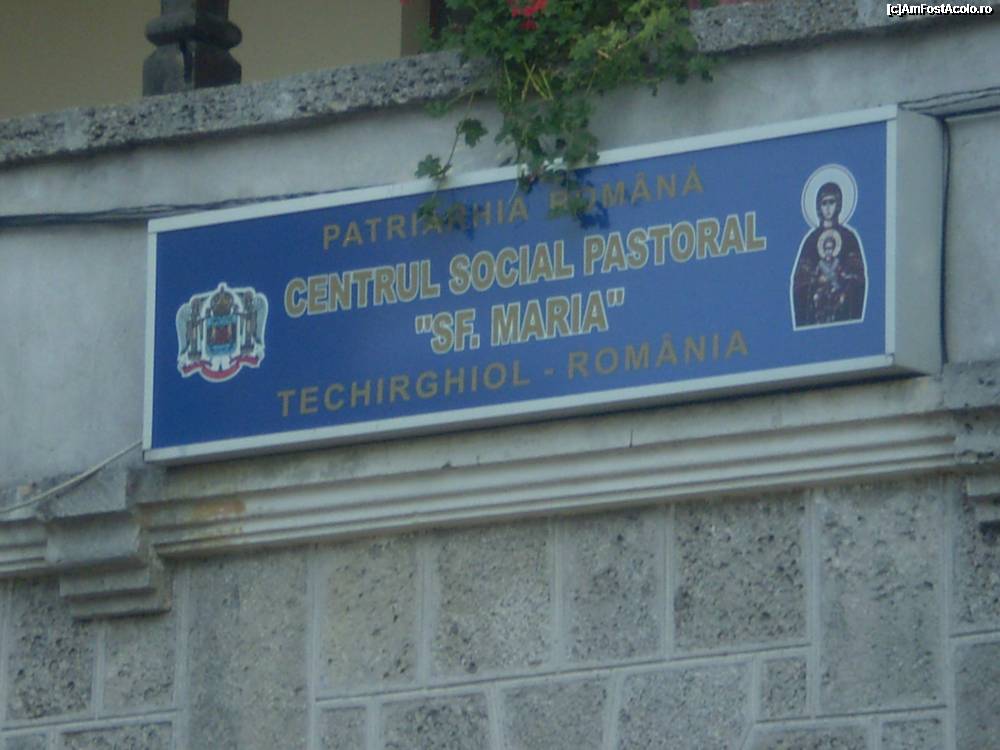 [c]AmFostAcolo.ro
PATRIARHIA ROMÂNĂ
CENTRUL SOCIAL PASTORAL
"SF. MARIA"
TECHIRGHIOL - ROMÂNIA